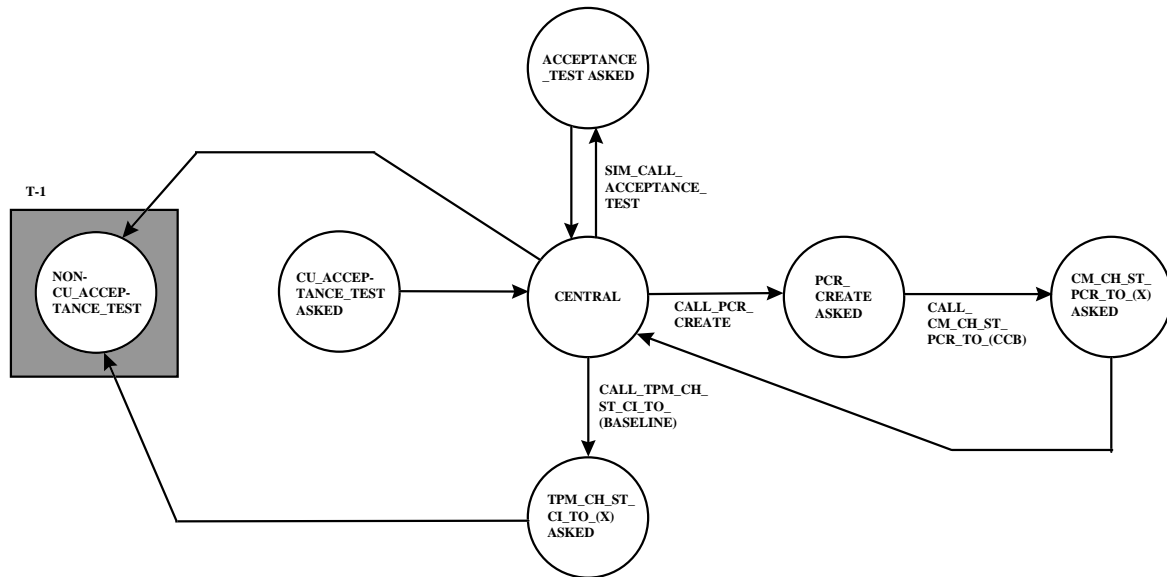 ACCEPTANCE
_TEST ASKED
SIM_CALL_
ACCEPTANCE_
TEST
T-1
NON-
CU_ACCEP-
TANCE_TEST
CU_ACCEP-
TANCE_TEST
ASKED
CENTRAL
CALL_PCR_
CREATE
PCR_
CREATE
ASKED
CALL_
CM_CH_ST_
PCR_TO_(CCB)
CM_CH_ST_
PCR_TO_(X)
ASKED
CALL_TPM_CH_
ST_CI_TO_
(BASELINE)
TPM_CH_ST_
CI_TO_(X)
ASKED